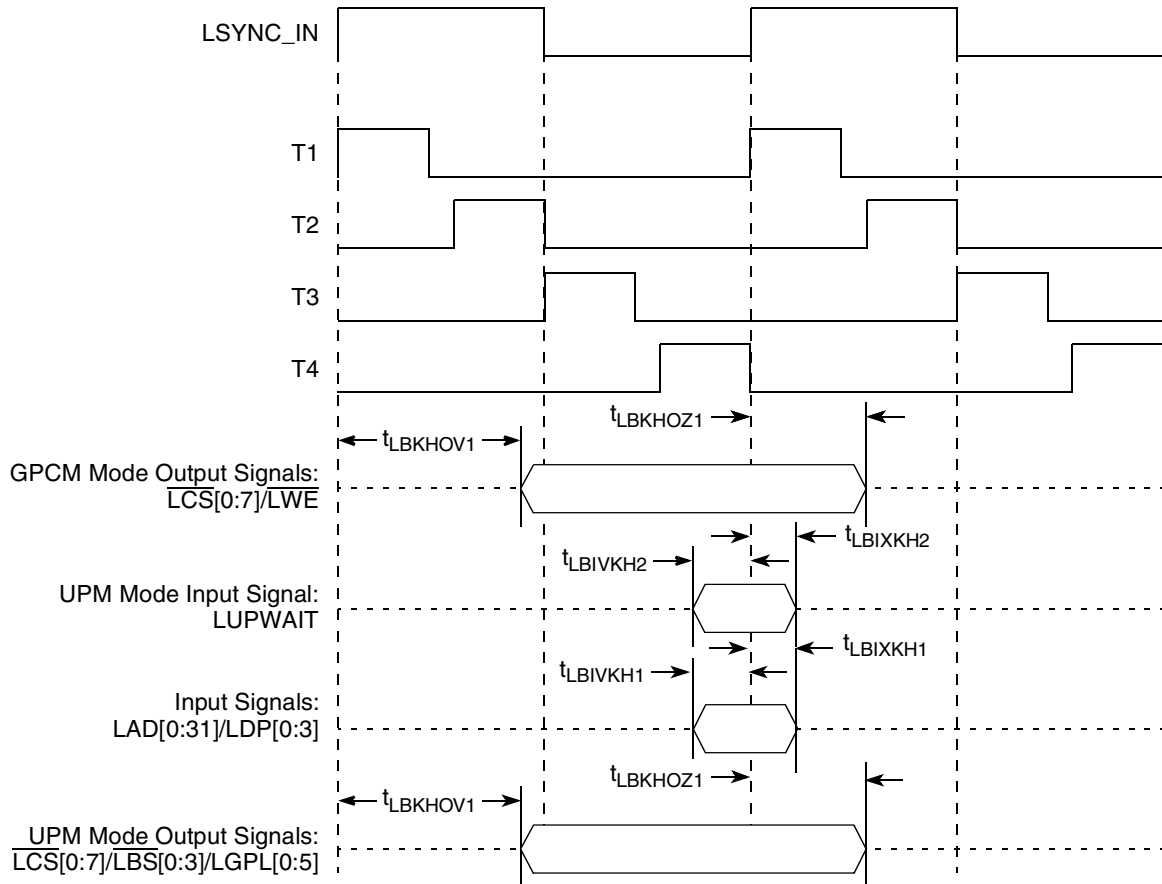 LSYNC_IN
T1
T2
T3
T4
tLBKHOZ1
tLBKHOV1
GPCM Mode Output Signals:
LCS[0:7]/LWE
tLBIXKH2
tLBIVKH2
UPM Mode Input Signal:
LUPWAIT
tLBIXKH1
tLBIVKH1
Input Signals:
LAD[0:31]/LDP[0:3]
tLBKHOZ1
tLBKHOV1
UPM Mode Output Signals:
LCS[0:7]/LBS[0:3]/LGPL[0:5]